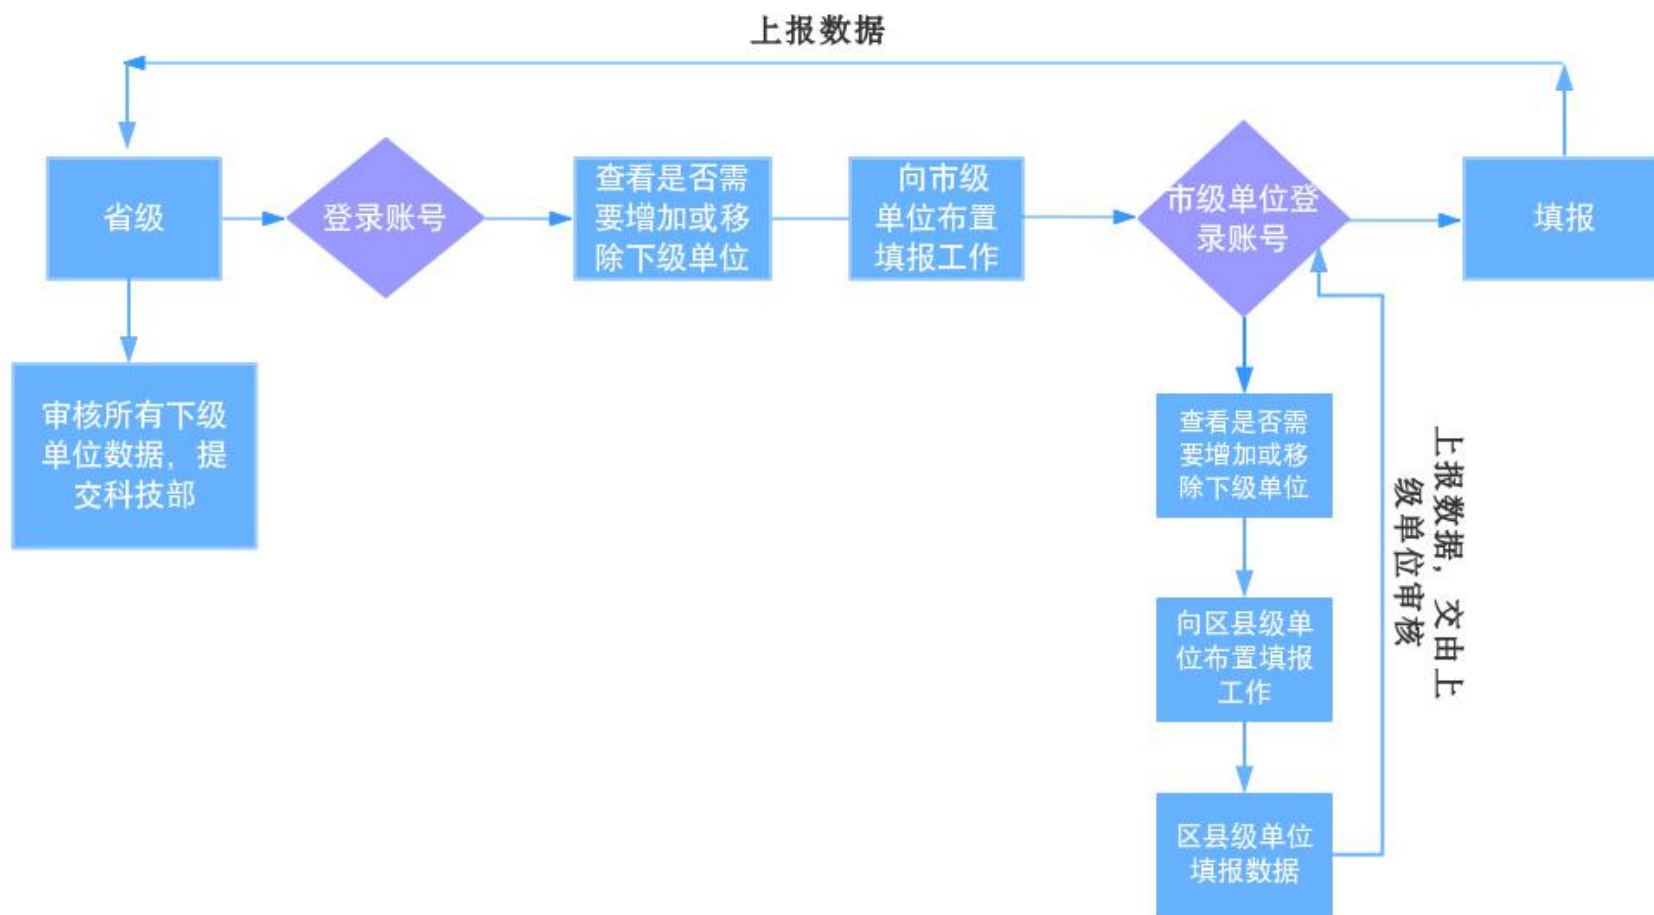 上报数据
省级
登录账号
查看是否需
要增加或移
除下级单位
向市级
单位布置
填报工作
市级单位登
录账号
填报
审核所有下级
单位数据，提
交科技部
查看是否需
要增加或移
除下级单位
上报数据，交由上
级单位审核
向区县级单
位布置填报
工作
区县级单位
填报数据